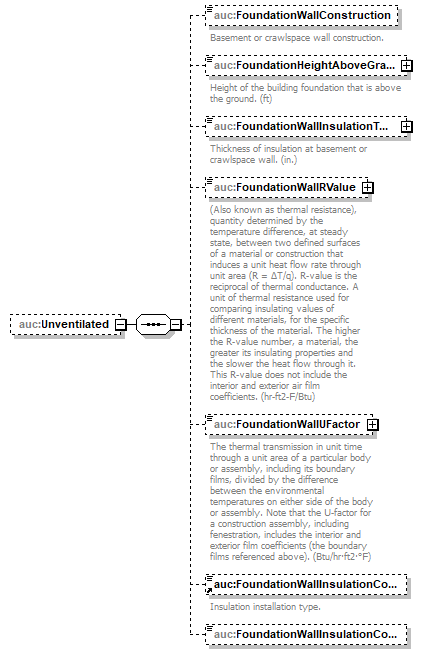 auc:FoundationWallConstruction
Basement or crawlspace wall construction.
auc:FoundationHeightAboveGra...
Height of the building foundation that is above
the ground. (ft)
auc:FoundationWallInsulationT...
Thickness of insulation at basement or
crawlspace wall. (in.)
auc:FoundationWallRValue
(Also known as thermal resistance),
quantity determined by the
temperature difference, at steady
state, between two defined surfaces
of a material or construction that
induces a unit heat flow rate through
unit area (R = ΔT/q). R-value is the
reciprocal of thermal conductance. A
unit of thermal resistance used for
comparing insulating values of
different materials, for the specific
thickness of the material. The higher
the R-value number, a material, the
greater its insulating properties and
the slower the heat flow through it.
This R-value does not include the
interior and exterior air film
coefficients. (hr-ft2-F/Btu)
auc:Unventilated
auc:FoundationWallUFactor
The thermal transmission in unit time
through a unit area of a particular body
or assembly, including its boundary
films, divided by the difference
between the environmental
temperatures on either side of the body
or assembly. Note that the U-factor for
a construction assembly, including
fenestration, includes the interior and
exterior film coefficients (the boundary
films referenced above). (Btu/hr·ft2·°F)
auc:FoundationWallInsulationCo...
Insulation installation type.
auc:FoundationWallInsulationCo...